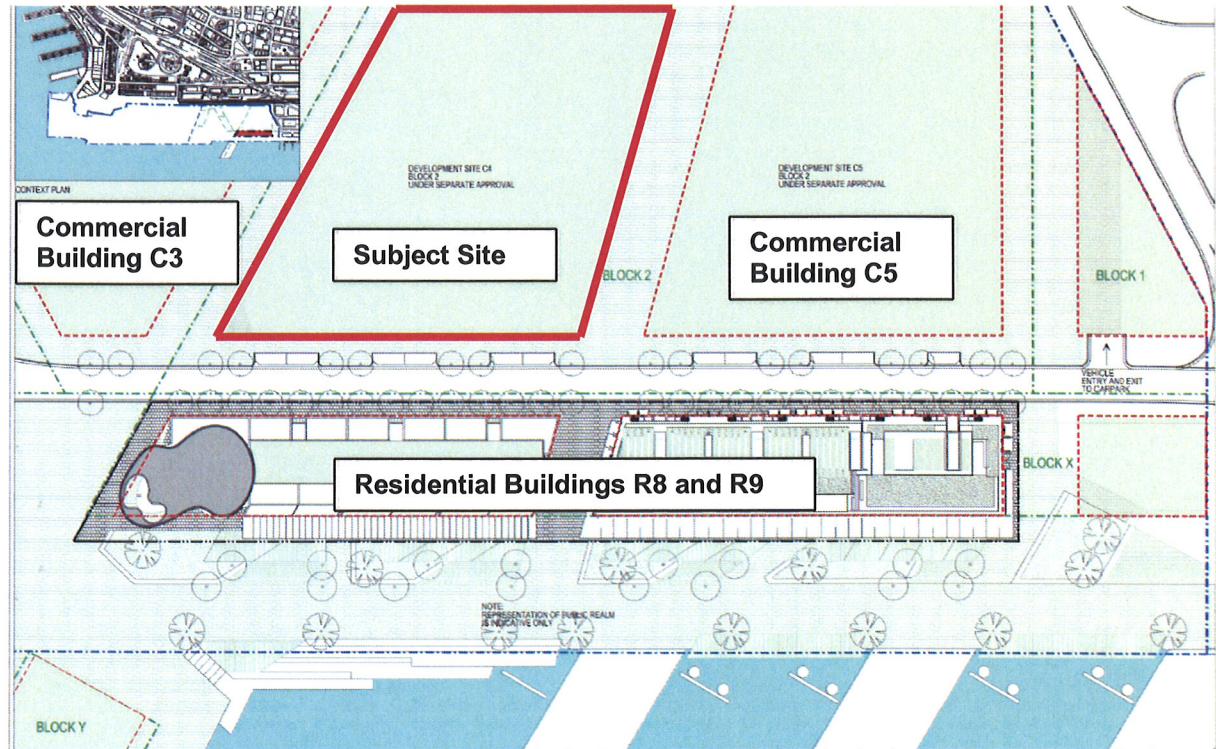 DEVELOPMENT SITE C4
BLOCK 2
UNDER SEPARATE APPROVAL
DEVELOPMENT SITE C5
BLOCK 2
UNDER SEPARATE APPROVAL
CONTEXT PLAN
Commercial
Building C3
Subject Site
BLOCK 2
Commercial
Building C5
BLOCK 1
VEHICLE
ENTRY AND EXIT
TO CARPARK
BLOCK X
Residential Buildings R8 and R9
NOTE:
REPRESENTATION OF PUBLIC REALM
IS INDICATIVE ONLY
BLOCK Y